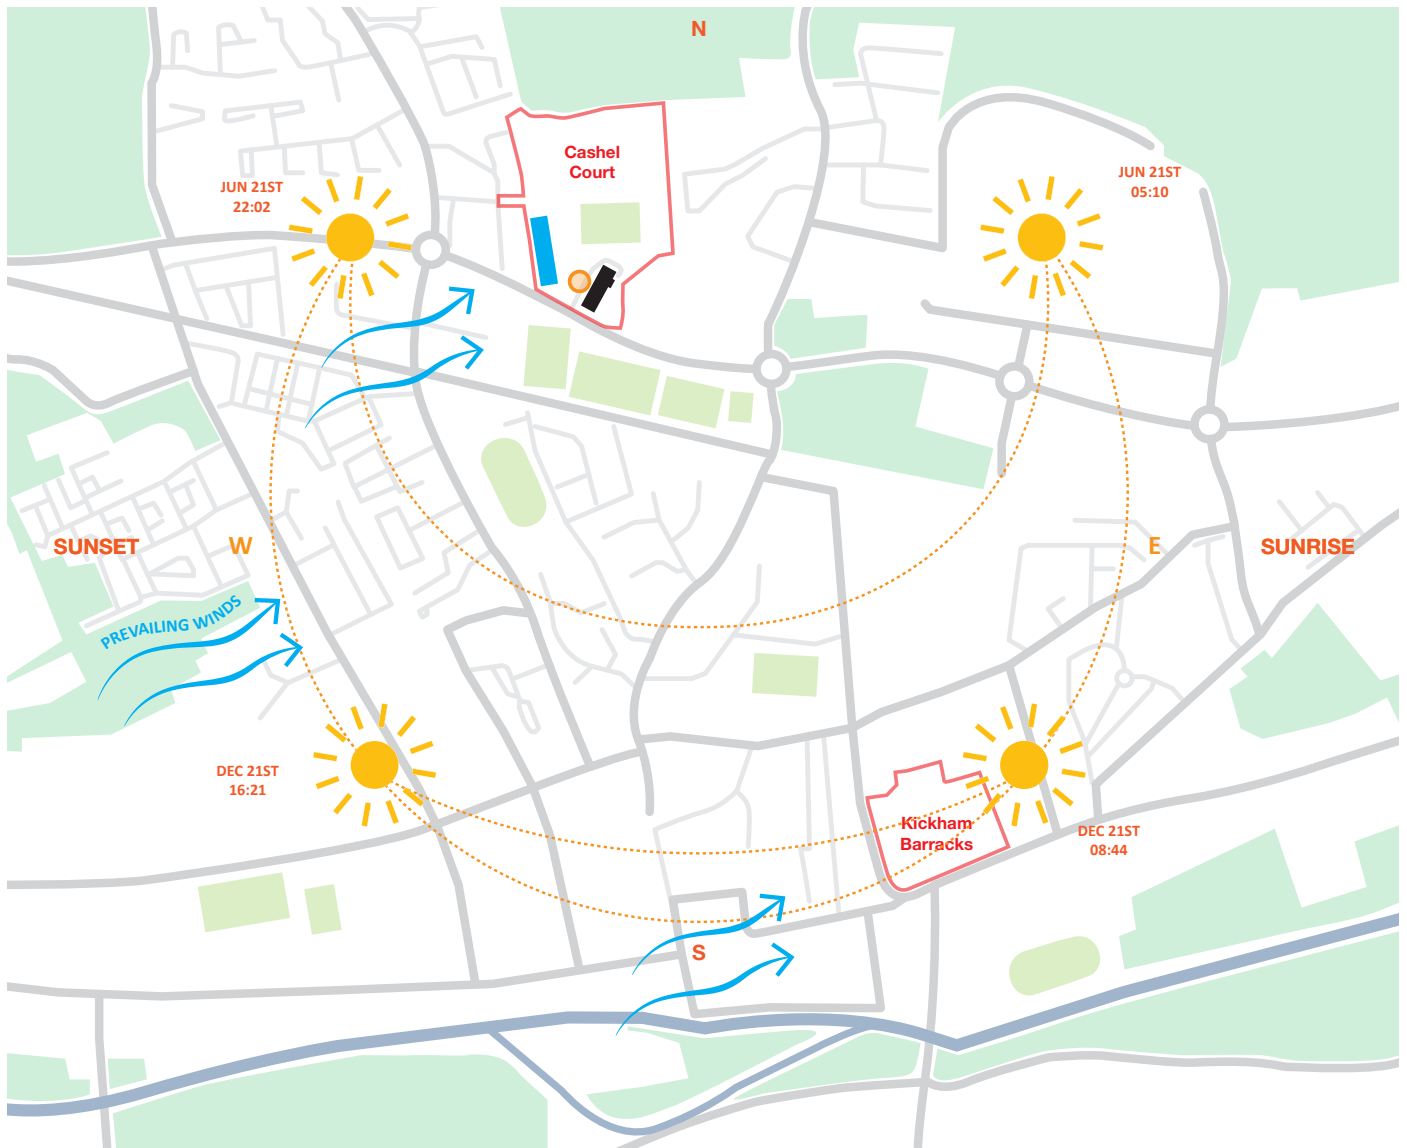 N
Cashel
Court
JUN 21ST
22:02
JUN 21ST
05:10
SUNSET
W
E
SUNRISE
PREVAILING WINDS
DEC 21ST
16:21
Kickham
Barracks
DEC 21ST
08:44
S